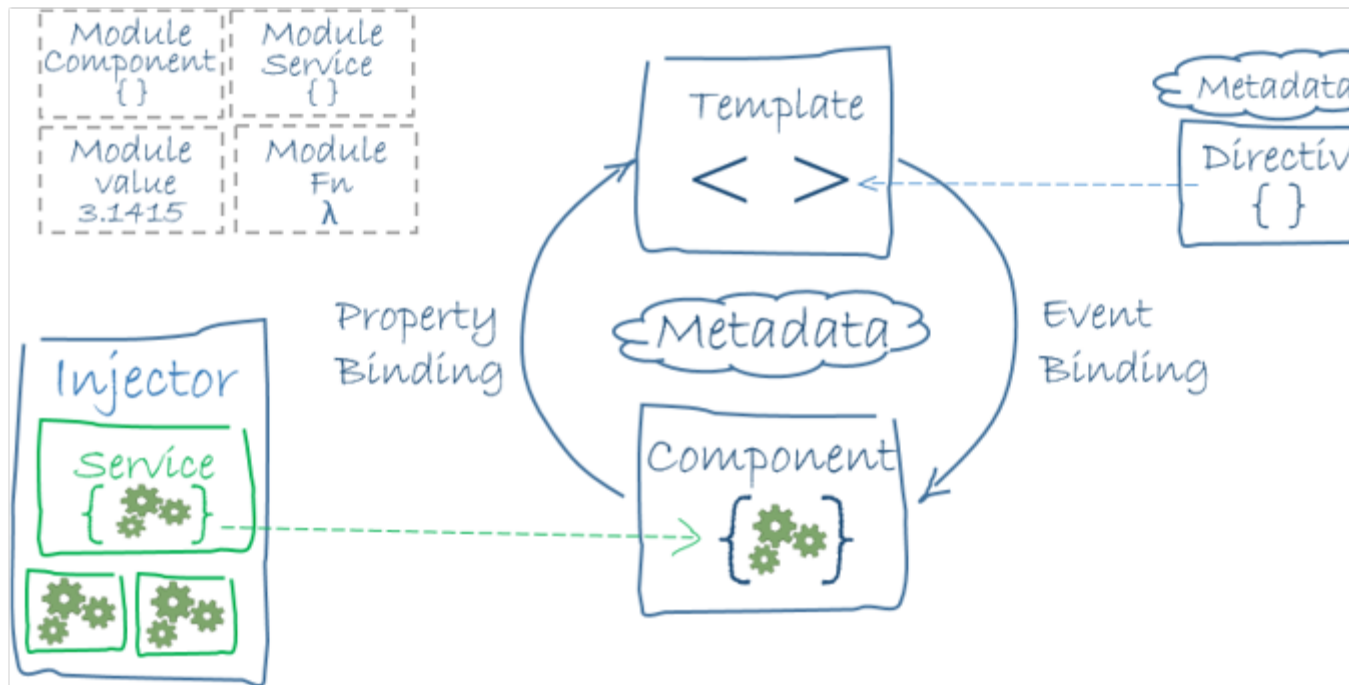 Module
Component
{ }
Module
Service
{ }
Module
value
3.1415
Module
Fn
λ
Template
< >
Metadata
Directiv
{ }
Property
Binding
Metadata
Event
Binding
Injector
Service
{ }
Component
{ }